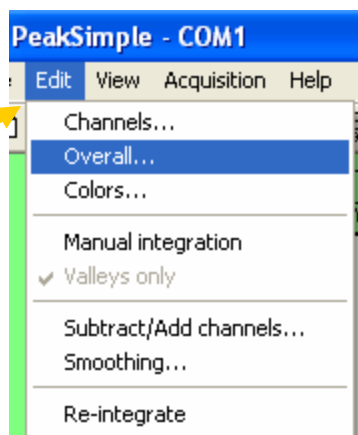 PeakSimple - COM1
Edit View Acquisition Help
Channels...
Overall...
Colors...
Manual integration
Valleys only
Subtract/Add channels...
Smoothing...
Re-integrate